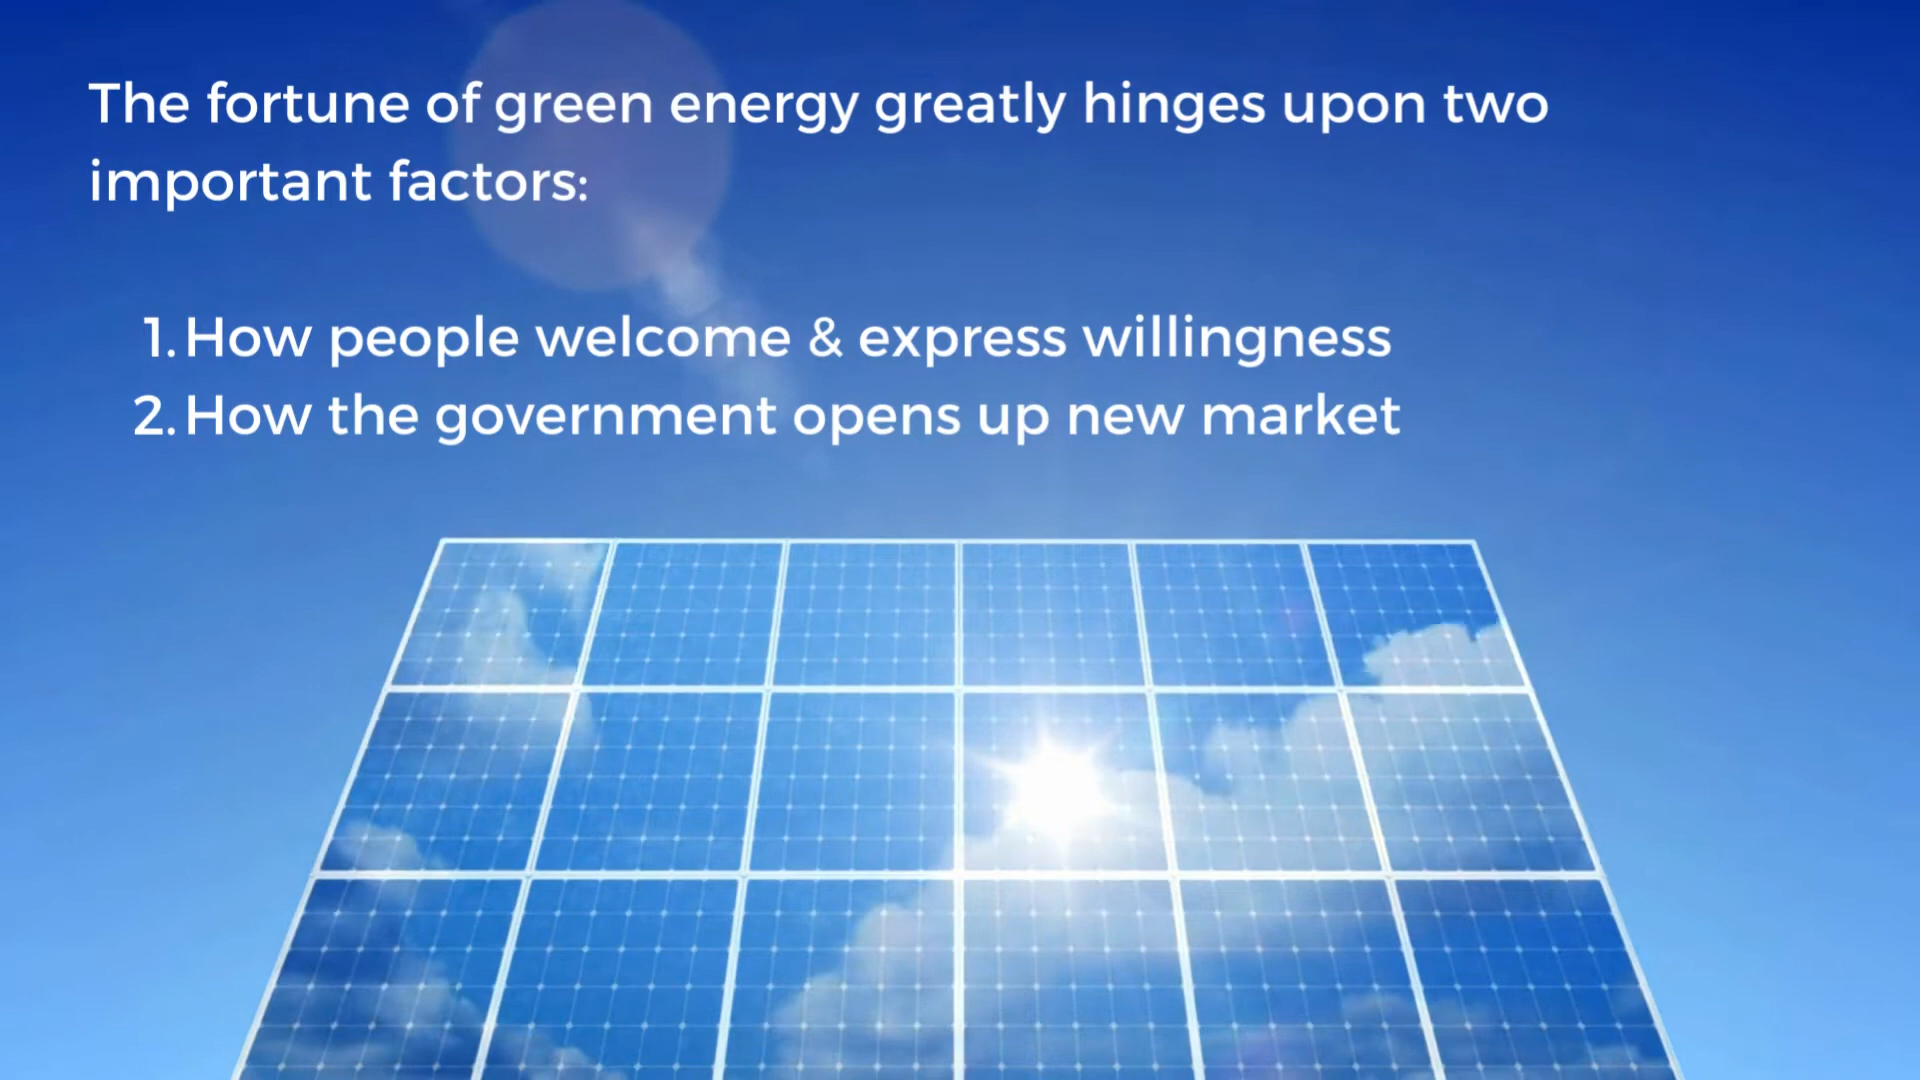 The fortune of green energy greatly hinges upon two
important factors:
1. How people welcome & express willingness
2. How the government opens up new market